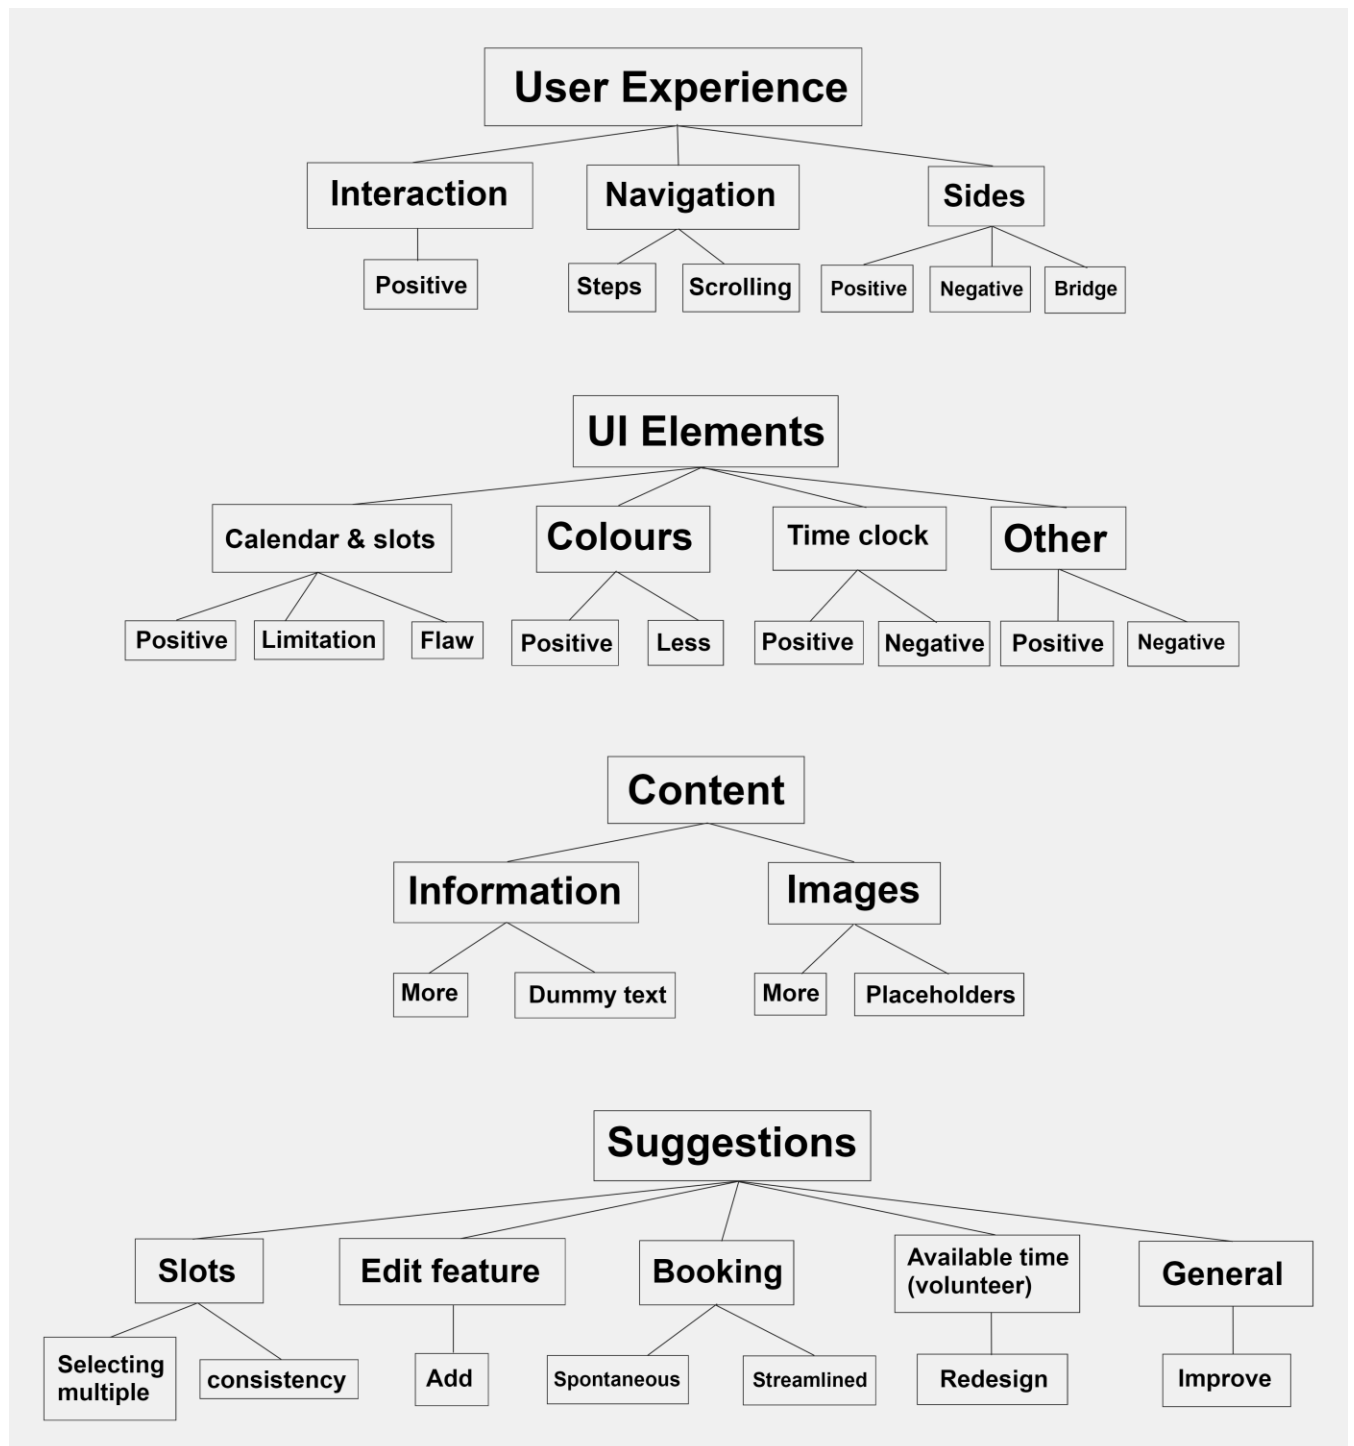 User Experience
Interaction
Navigation
Sides
Positive
Steps
Scrolling
Positive
Negative
Bridge
UI Elements
Calendar & slots
Colours
Time clock
Other
Positive
Limitation
Flaw
Positive
Less
Positive
Negative
Positive
Negative
Content
Information
Images
More
Dummy text
More
Placeholders
Suggestions
Slots
Edit feature
Booking
Available time
(volunteer)
General
Selecting
multiple
consistency
Add
Spontaneous
Streamlined
Redesign
Improve